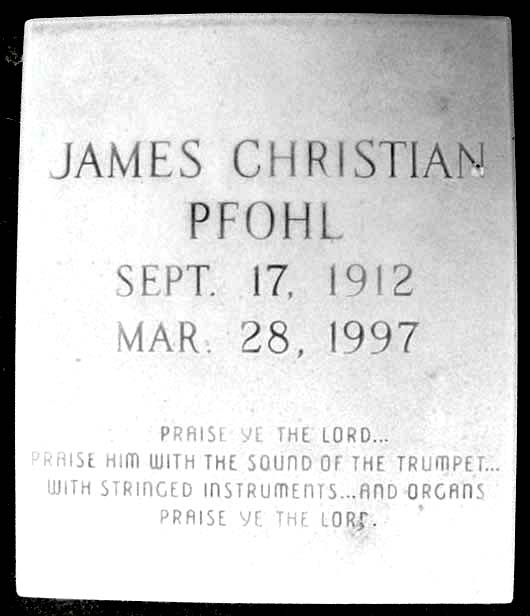 JAMES CHRISTIAN
PFOHL
SEPT. 17, 1912
MAR. 28, 1997
PRAISE YE THE LORD...
PRAISE HIM WITH THE SOUND OF THE TRUMPET...
WITH STRINGED INSTRUMENTS...AND ORGANS
PRAISE YE THE LORD.